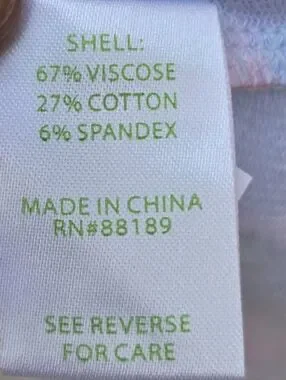 SHELL:
67% VISCOSE
27% COTTON
6% SPANDEX
MADE IN CHINA
RN#88189
SEE REVERSE
FOR CARE